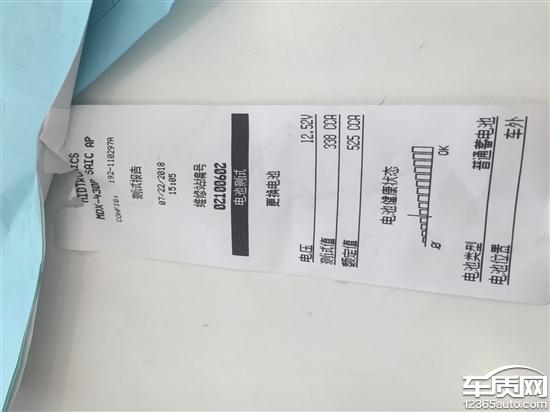 MIDTRONICS
MDX-430P SAIC AP
CONFIG: 192-110297A
测试报告
07/22/2018
15:05
维修站编号
02100602
电池测试
更换电池
电压 12.52V
测试值 338 CCA
额定值 525 CCA
电池健康状态
0 OK
电池类型 普通蓄电池
电池位置 车外
车质网
12365auto.com